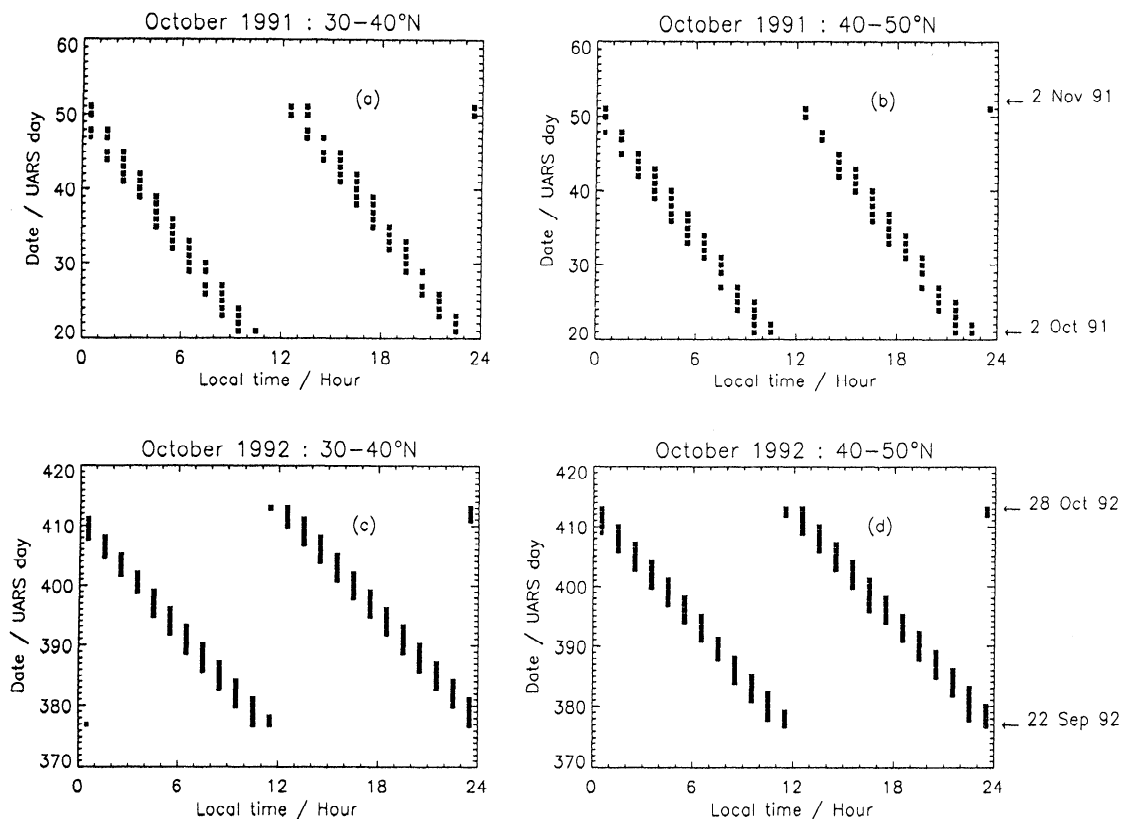 October 1991 : 30-40°N
October 1991 : 40-50°N
60
50
40
30
20
Date / UARS day
(a)
0
6
12
18
24
Local time / Hour
60
50
40
30
20
Date / UARS day
(b)
← 2 Nov 91
← 2 Oct 91
0
6
12
18
24
Local time / Hour
October 1992 : 30-40°N
October 1992 : 40-50°N
420
410
400
390
380
370
Date / UARS day
(c)
0
6
12
18
24
Local time / Hour
420
410
400
390
380
370
Date / UARS day
(d)
← 28 Oct 92
← 22 Sep 92
0
6
12
18
24
Local time / Hour